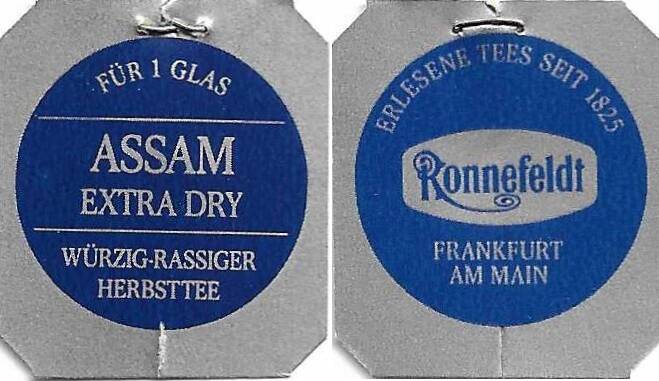 FÜR 1 GLAS
ASSAM
EXTRA DRY
WÜRZIG-RASSIGER
HERBSTTEE
ERLESENE TEES SEIT 1825
Ronnefeldt
FRANKFURT
AM MAIN